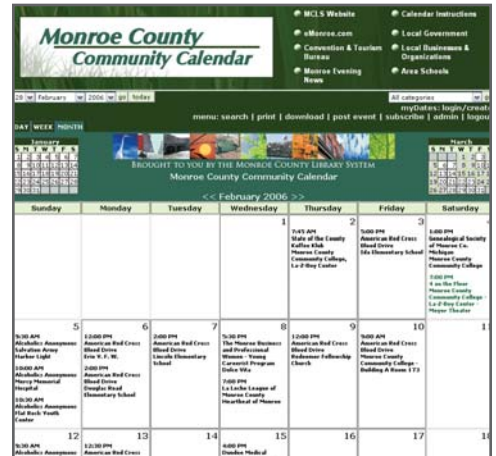 Monroe County
Community Calendar
MCLS Website
eMonroe.com
Convention & Tourism
Bureau
Monroe Evening
News
Calendar Instructions
Local Government
Local Businesses &
Organizations
Area Schools
28 February 2006 go today
All categories
myDates: login/create
menu: search | print | download | post event | subscribe | admin | logou
DAY WEEK MONTH
January
S M T W T F S
March
S M T W T F S
BROUGHT TO YOU BY THE MONROE COUNTY LIBRARY SYSTEM
Monroe County Community Calendar
<< February 2006 >>
Sunday Monday Tuesday Wednesday Thursday Friday Saturday
1
2
7:45 AM
State of the County
Koffee Klub
Monroe County
Community College,
La-Z-Boy Center
3
5:00 PM
American Red Cross
Blood Drive
Ida Elementary School
4
1:00 PM
Genealogical Society
of Monroe Co.
Michigan
Monroe County
Community College
7:00 PM
4 on the Floor
Monroe County
Community College -
La-Z-Boy Center -
Meyer Theater
5
9:30 AM
Alcoholics Anonymous
Salvation Army
Harbor Light
10:00 AM
Alcoholics Anonymous
Mercy Memorial
Hospital
10:30 AM
Alcoholics Anonymous
Flat Rock Youth
Center
6
12:00 PM
American Red Cross
Blood Drive
Erie V. F. W.
2:00 PM
American Red Cross
Blood Drive
Douglas Road
Elementary School
7
2:00 PM
American Red Cross
Blood Drive
Lincoln Elementary
School
8
5:30 PM
The Monroe Business
and Professional
Women - Young
Careerist Program
Dolce Vita
7:00 PM
La Leche League of
Monroe County
Heartbeat of Monroe
9
12:00 PM
American Red Cross
Blood Drive
Redeemer Fellowship
Church
10
9:00 AM
American Red Cross
Blood Drive
Monroe County
Community College -
Building A Room 173
11
12
9:30 AM
Alcoholics Anonymous
13
12:30 PM
American Red Cross
14
15
4:00 PM
Dundee Medical
16
17